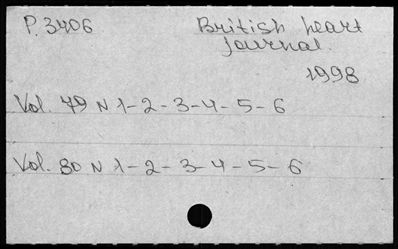 P. 3406
British heart
journal.
1998
Vol. 79 N 1-2-3-4-5-6
Vol. 80 N 1-2-3-4-5-6